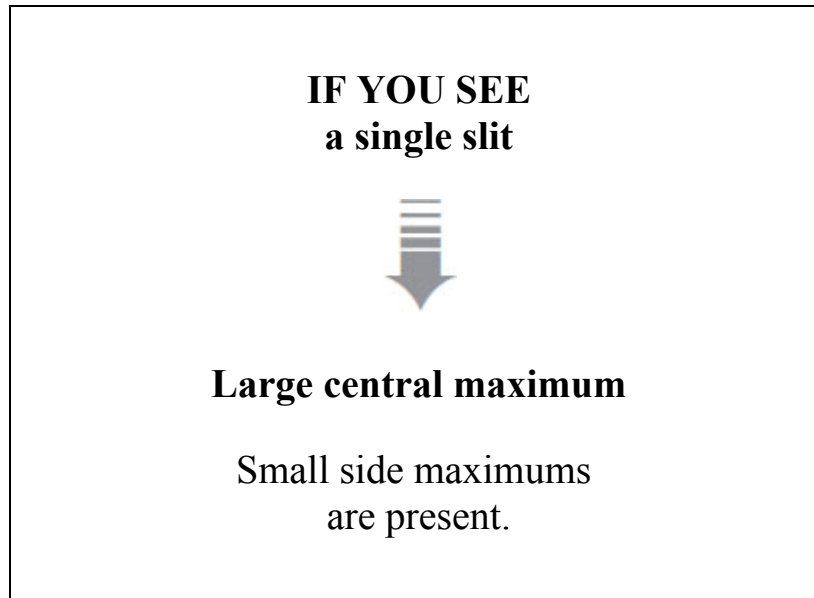 IF YOU SEE
a single slit
Large central maximum
Small side maximums
are present.